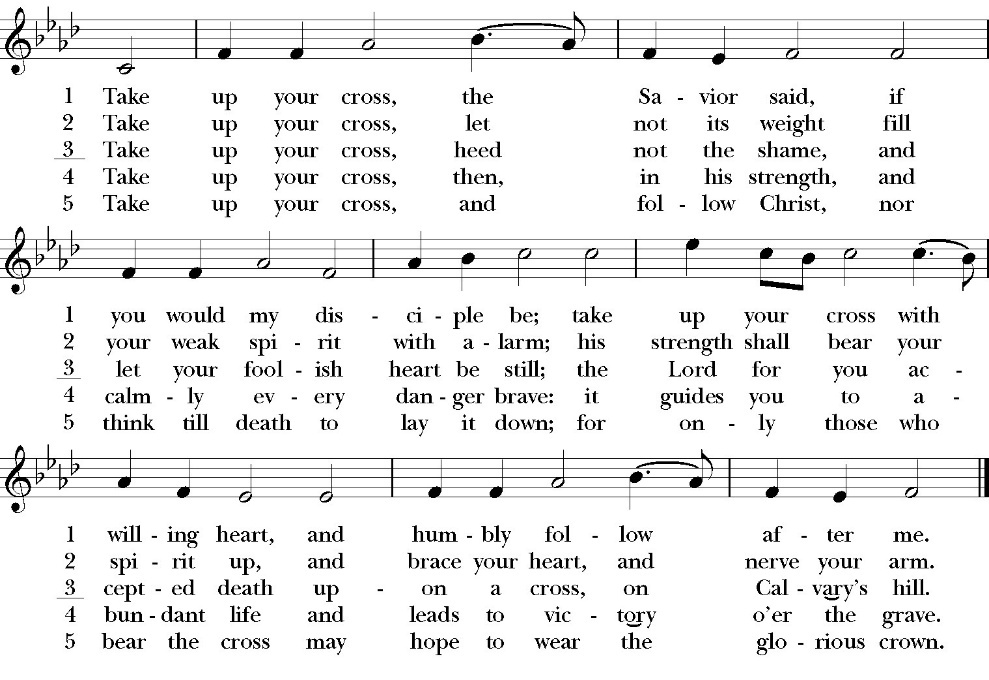 1 Take up your cross, the Sa - vior said, if
2 Take up your cross, let not its weight fill
3 Take up your cross, heed not the shame, and
4 Take up your cross, then, in his strength, and
5 Take up your cross, and fol - low Christ, nor
1 you would my dis - ci - ple be; take up your cross with
2 your weak spi - rit with a - larm; his strength shall bear your
3 let your fool - ish heart be still; the Lord for you ac -
4 calm - ly ev - ery dan - ger brave: it guides you to a -
5 think till death to lay it down; for on - ly those who
1 will - ing heart, and hum - bly fol - low af - ter me.
2 spi - rit up, and brace your heart, and nerve your arm.
3 cept - ed death up - on a cross, on Cal - vary's hill.
4 bun - dant life and leads to vic - tory o'er the grave.
5 bear the cross may hope to wear the glo - rious crown.